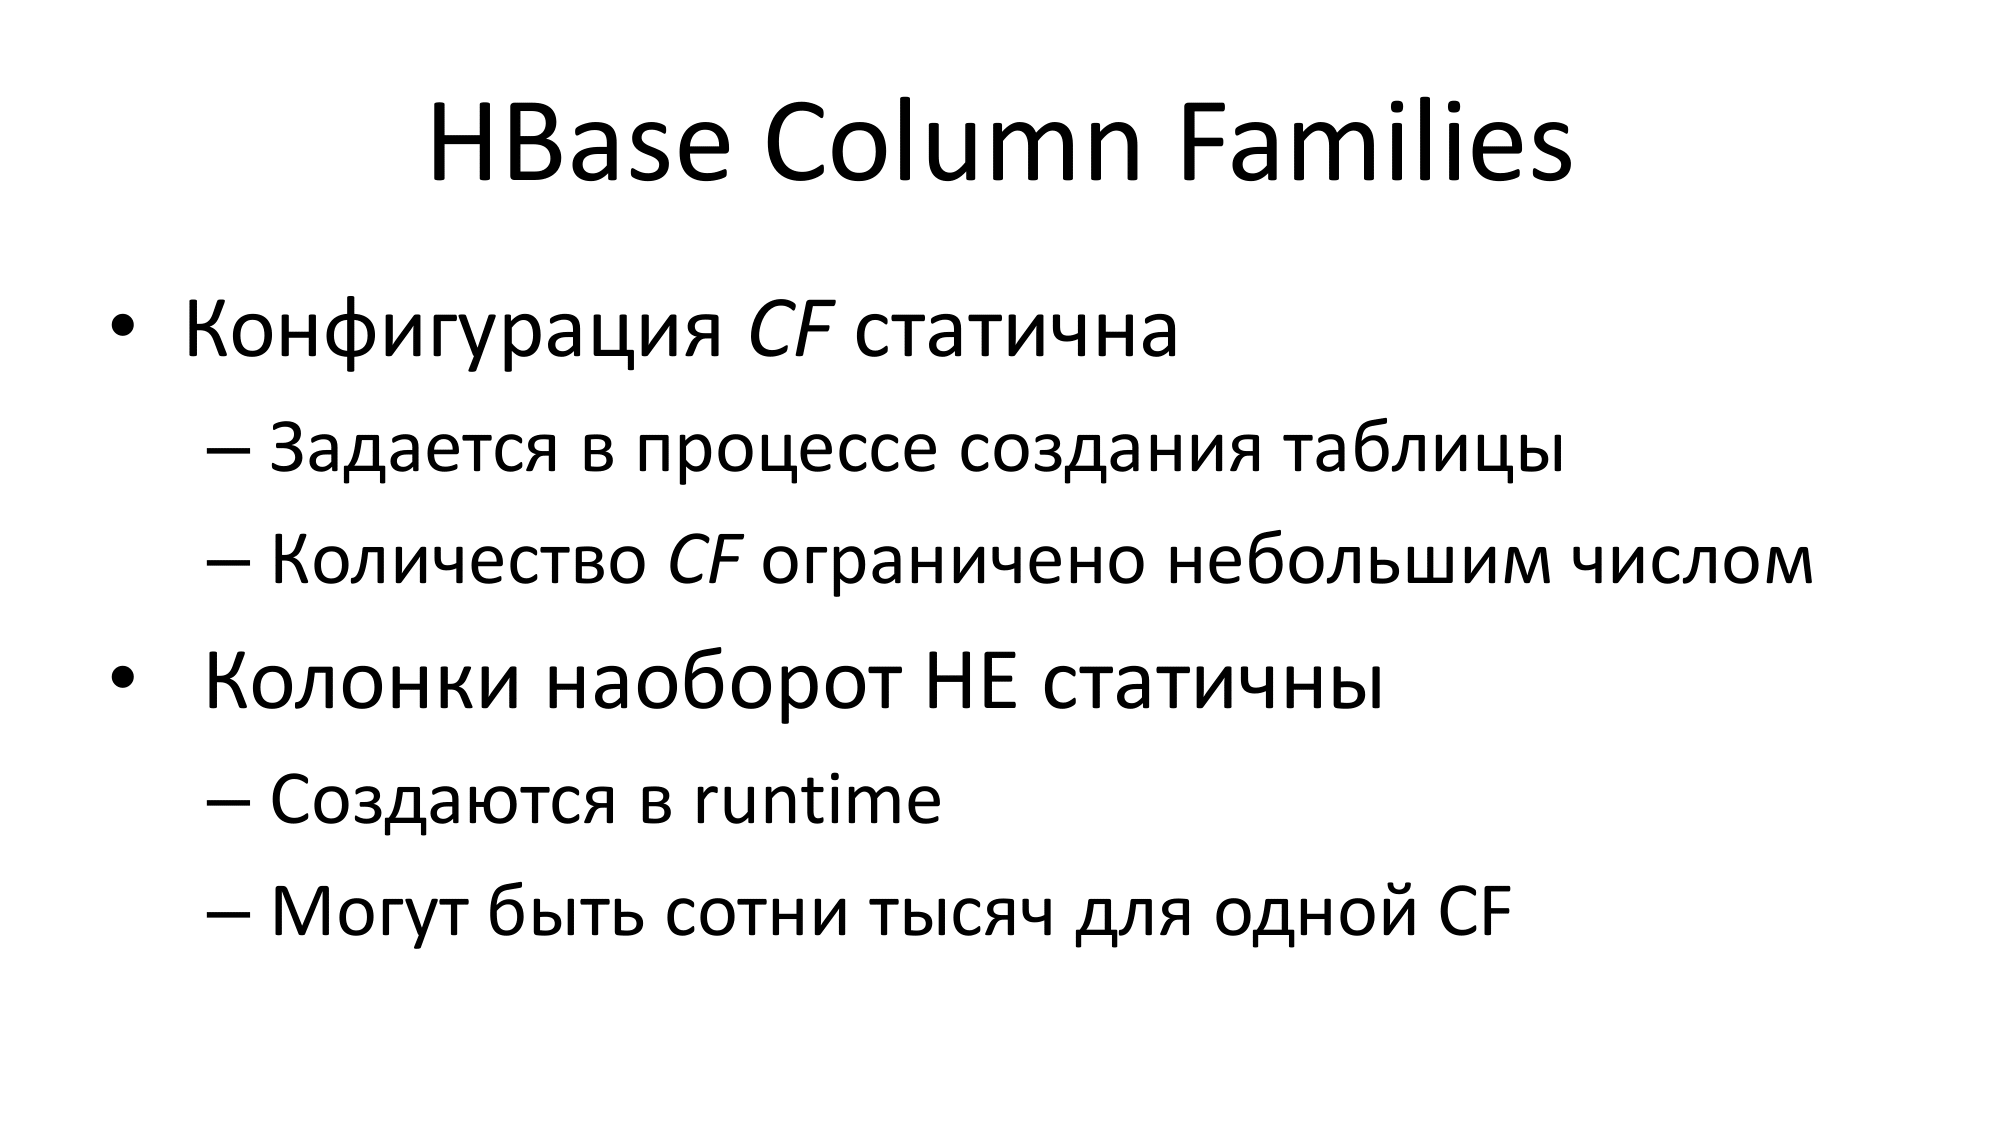 HBase Column Families
• Конфигурация CF статична
– Задается в процессе создания таблицы
– Количество CF ограничено небольшим числом
• Колонки наоборот НЕ статичны
– Создаются в runtime
– Могут быть сотни тысяч для одной CF